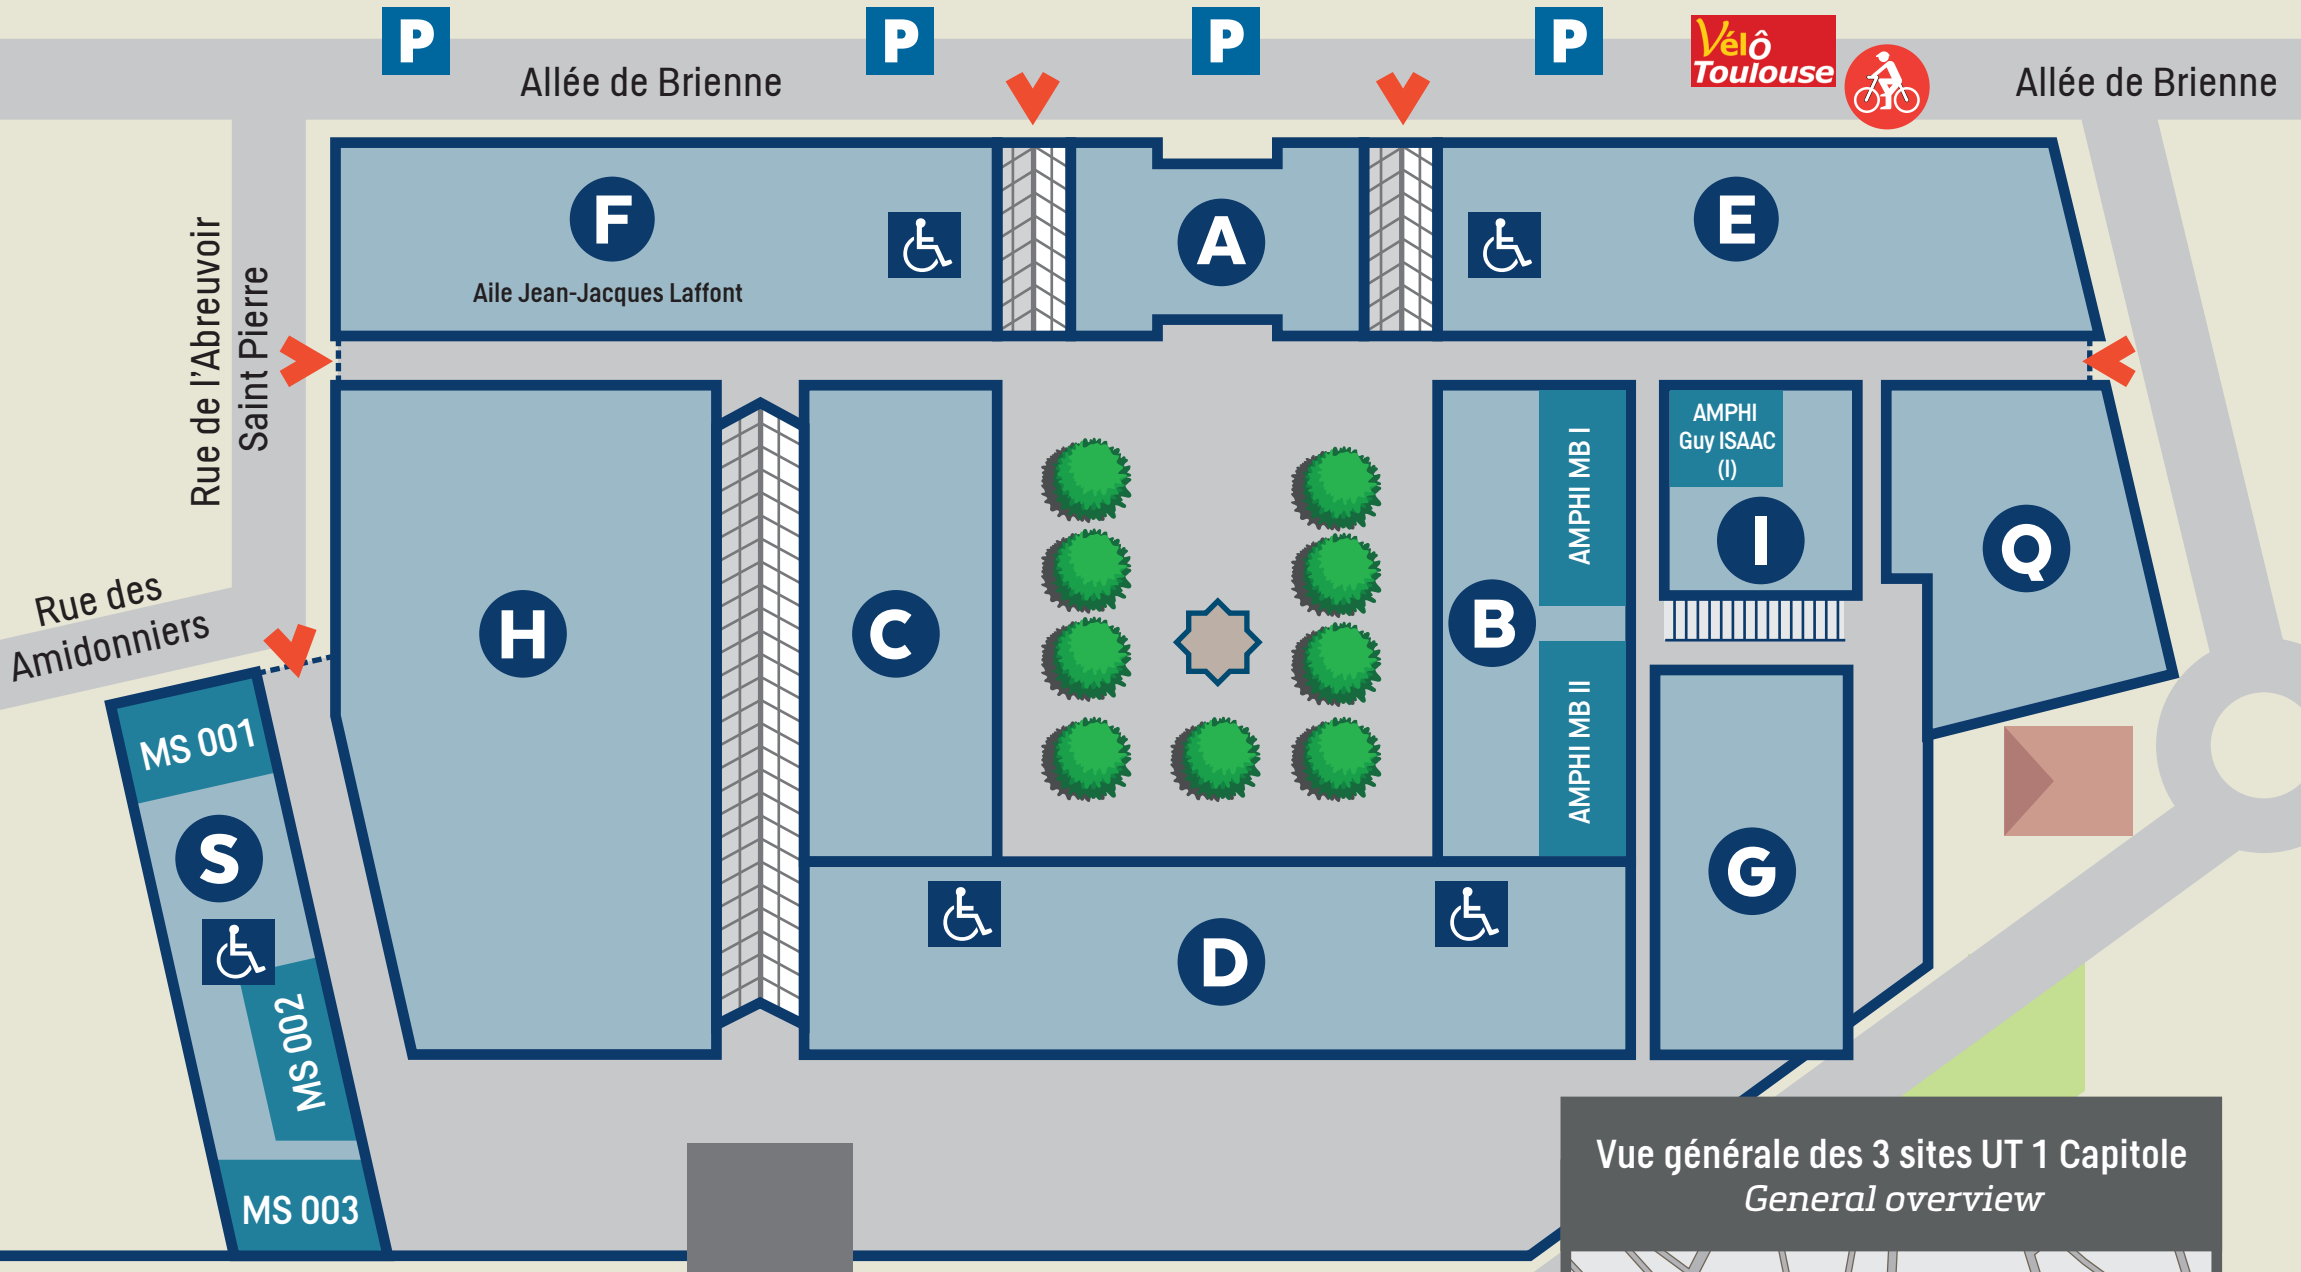 P
P
P
P
Vélô
Toulouse
Allée de Brienne
Allée de Brienne
F
Aile Jean-Jacques Laffont
A
E
Rue de l'Abreuvoir
Saint Pierre
Rue des
Amidonniers
H
C
B
AMPHI MB I
AMPHI MB II
AMPHI
Guy ISAAC
(I)
I
Q
G
D
MS 001
S
MS 002
MS 003
Vue générale des 3 sites UT 1 Capitole
General overview